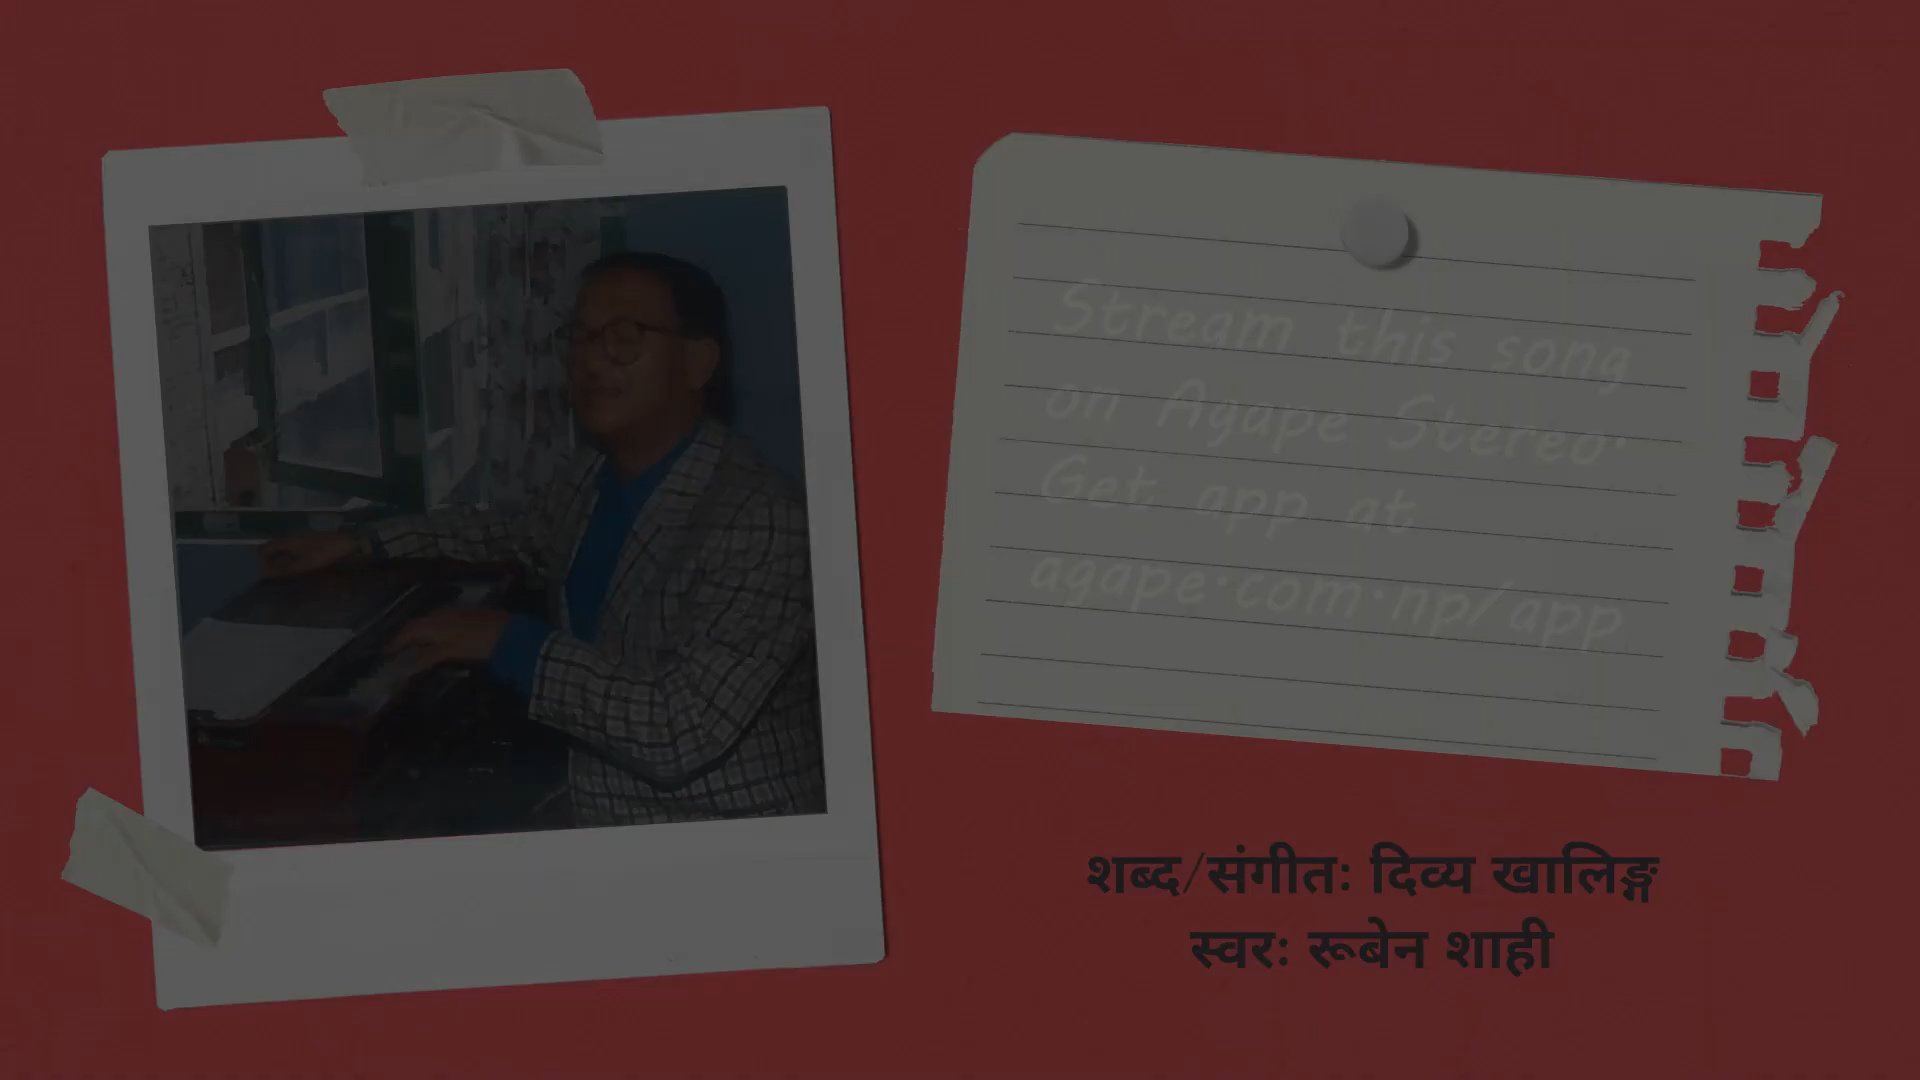 Stream this song
on Agape Stereo.
Get app at
agape.com.np/app
शब्द/संगीतः दिव्य खालिङ्ग
स्वरः रूबेन शाही